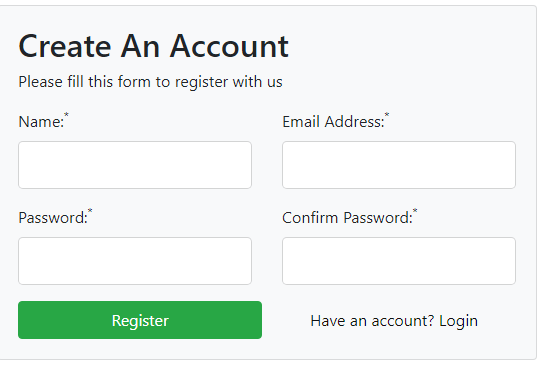 Create An Account
Please fill this form to register with us
Name:*
Email Address:*
Password:*
Confirm Password:*
Register
Have an account? Login